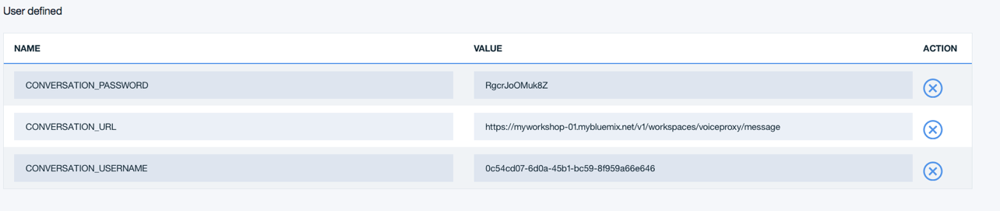 User defined
NAME VALUE ACTION
CONVERSATION_PASSWORD RgcrJoOMuk8Z
CONVERSATION_URL https://myworkshop-01.mybluemix.net/v1/workspaces/voiceproxy/message
CONVERSATION_USERNAME 0c54cd07-6d0a-45b1-bc59-8f959a66e646